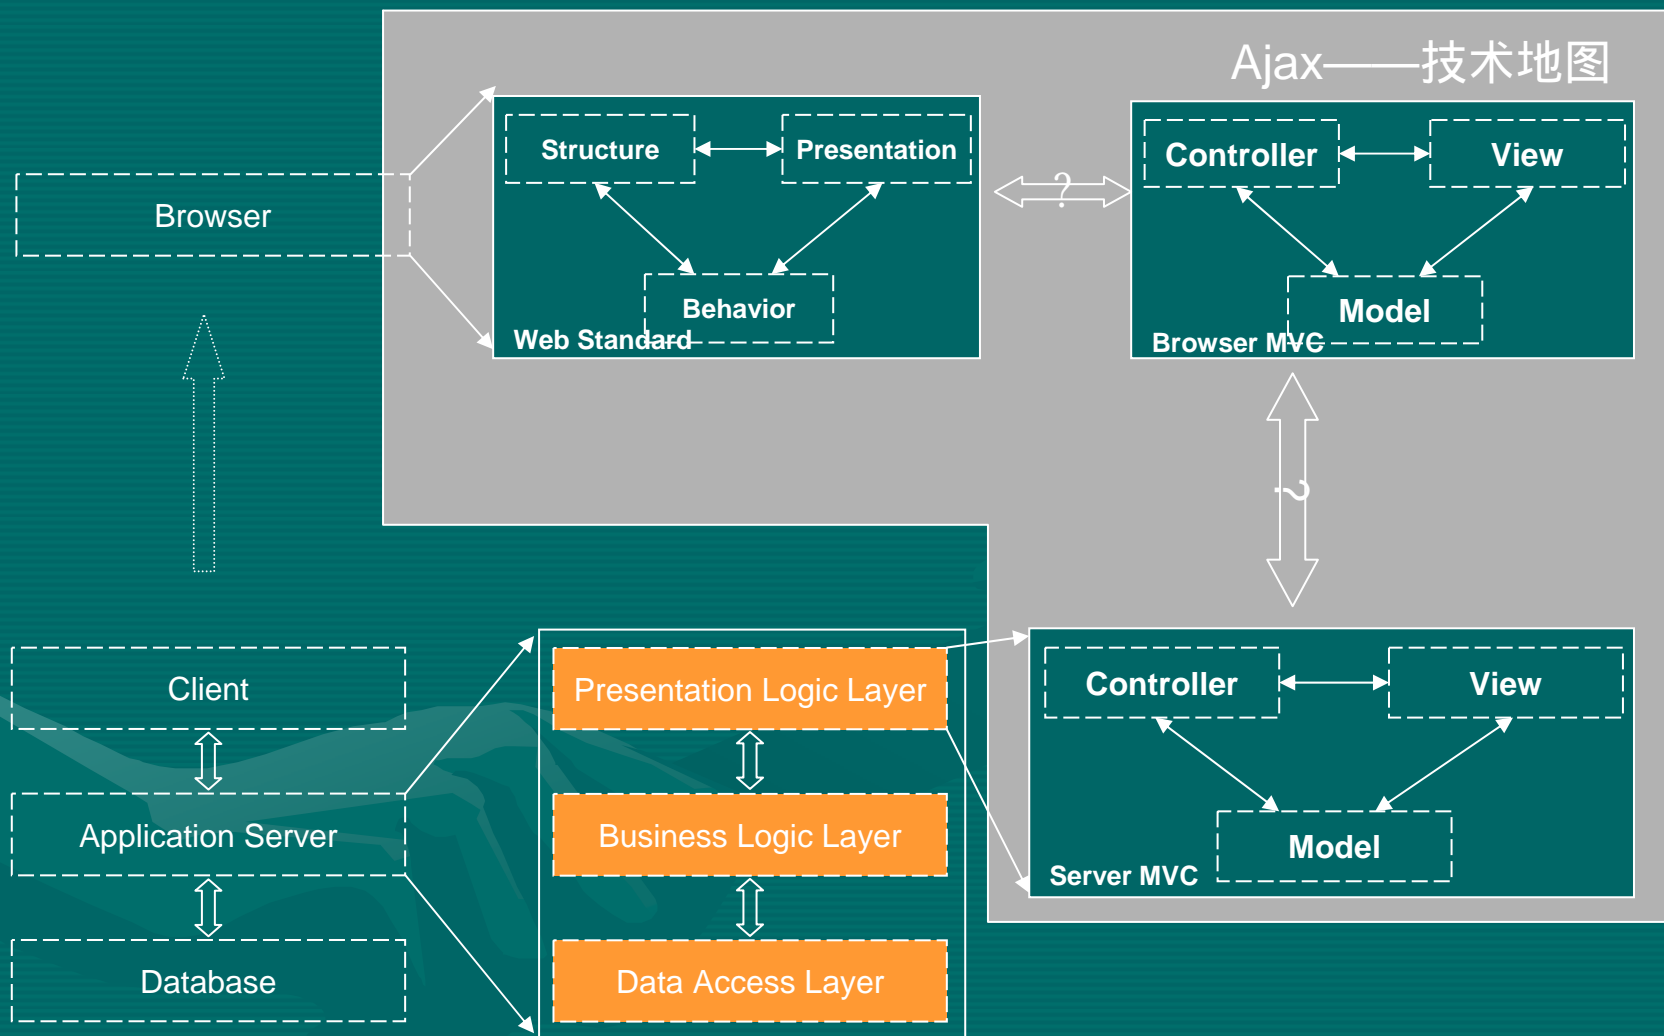 Ajax——技术地图
Structure
Presentation
Behavior
Web Standard
?
Controller
View
Model
Browser MVC
Browser
?
Client
Application Server
Database
Presentation Logic Layer
Business Logic Layer
Data Access Layer
Controller
View
Model
Server MVC